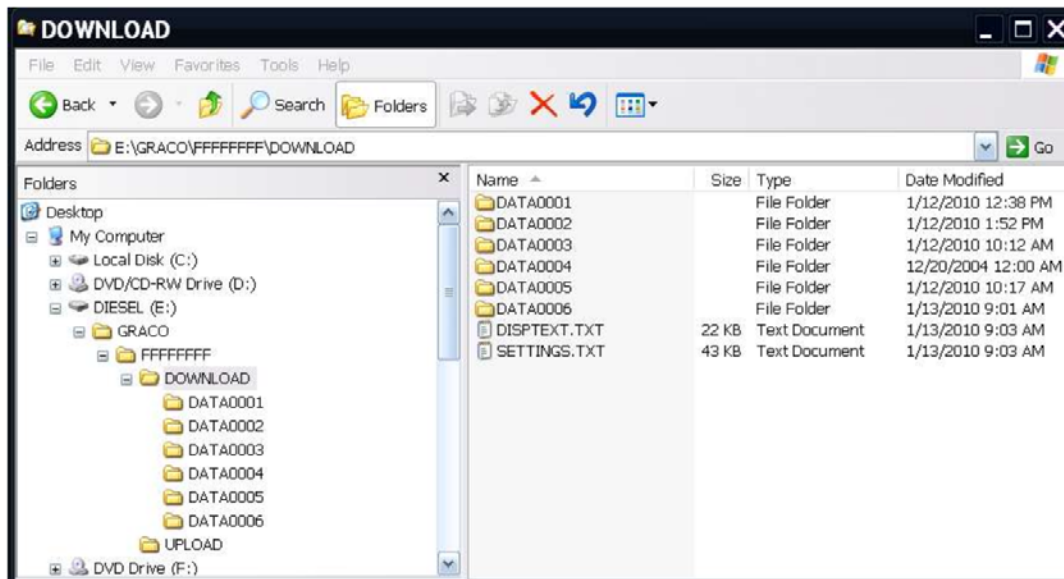 DOWNLOAD
File Edit View Favorites Tools Help
Back Search Folders
Address E:\GRACO\FFFFFFFF\DOWNLOAD Go
Folders x
Desktop
My Computer
Local Disk (C:)
DVD/CD-RW Drive (D:)
DIESEL (E:)
GRACO
FFFFFFFF
DOWNLOAD
DATA0001
DATA0002
DATA0003
DATA0004
DATA0005
DATA0006
UPLOAD
DVD Drive (F:)
Name Size Type Date Modified
DATA0001 File Folder 1/12/2010 12:38 PM
DATA0002 File Folder 1/12/2010 1:52 PM
DATA0003 File Folder 1/12/2010 10:12 AM
DATA0004 File Folder 12/20/2004 12:00 AM
DATA0005 File Folder 1/12/2010 10:17 AM
DATA0006 File Folder 1/13/2010 9:01 AM
DISPTEXT.TXT 22 KB Text Document 1/13/2010 9:03 AM
SETTINGS.TXT 43 KB Text Document 1/13/2010 9:03 AM